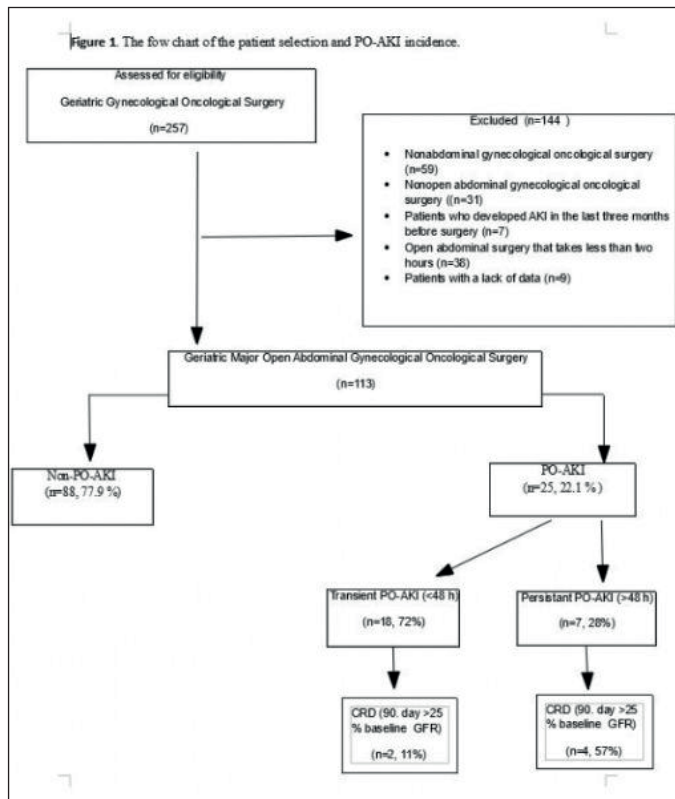 Figure 1. The fow chart of the patient selection and PO-AKI incidence.
Assessed for eligibility
Geriatric Gynecological Oncological Surgery
(n=257)
Excluded (n=144 )
• Nonabdominal gynecological oncological surgery
(n=59)
• Nonopen abdominal gynecological oncological
surgery ((n=31)
• Patients who developed AKI in the last three months
before surgery (n=7)
• Open abdominal surgery that takes less than two
hours (n=38)
• Patients with a lack of data (n=9)
Geriatric Major Open Abdominal Gynecological Oncological Surgery
(n=113)
Non-PO-AKI
(n=88, 77.9 %)
PO-AKI
(n=25, 22.1 % )
Transient PO-AKI (<48 h)
(n=18, 72%)
Persistant PO-AKI (>48 h)
(n=7, 28%)
CRD (90. day >25
% baseline GFR)
(n=2, 11%)
CRD (90. day >25
% baseline GFR)
(n=4, 57%)